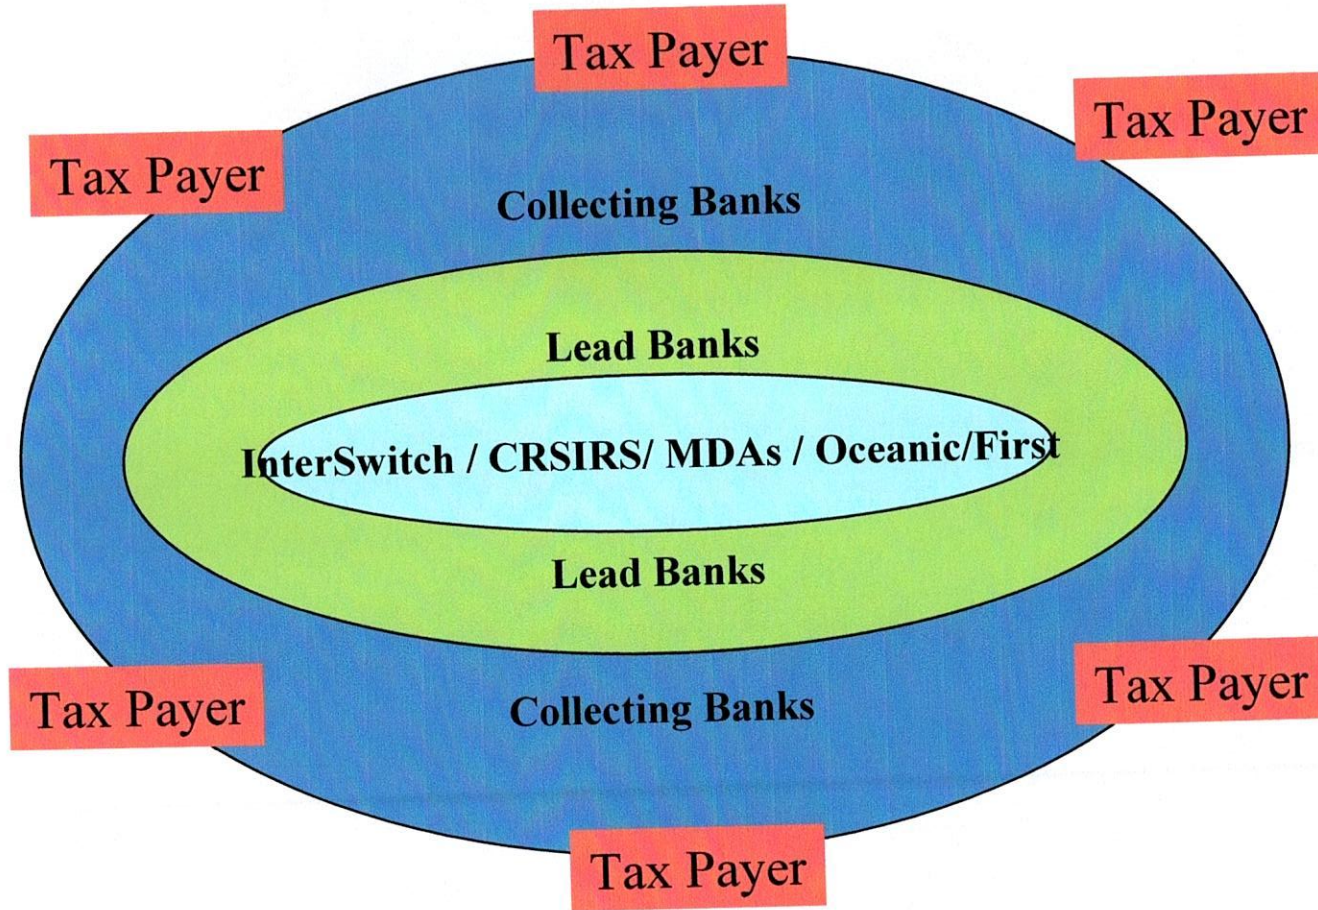 Tax Payer
Tax Payer
Tax Payer
Collecting Banks
Lead Banks
InterSwitch / CRSIRS/ MDAs / Oceanic/First
Lead Banks
Tax Payer
Tax Payer
Collecting Banks
Tax Payer